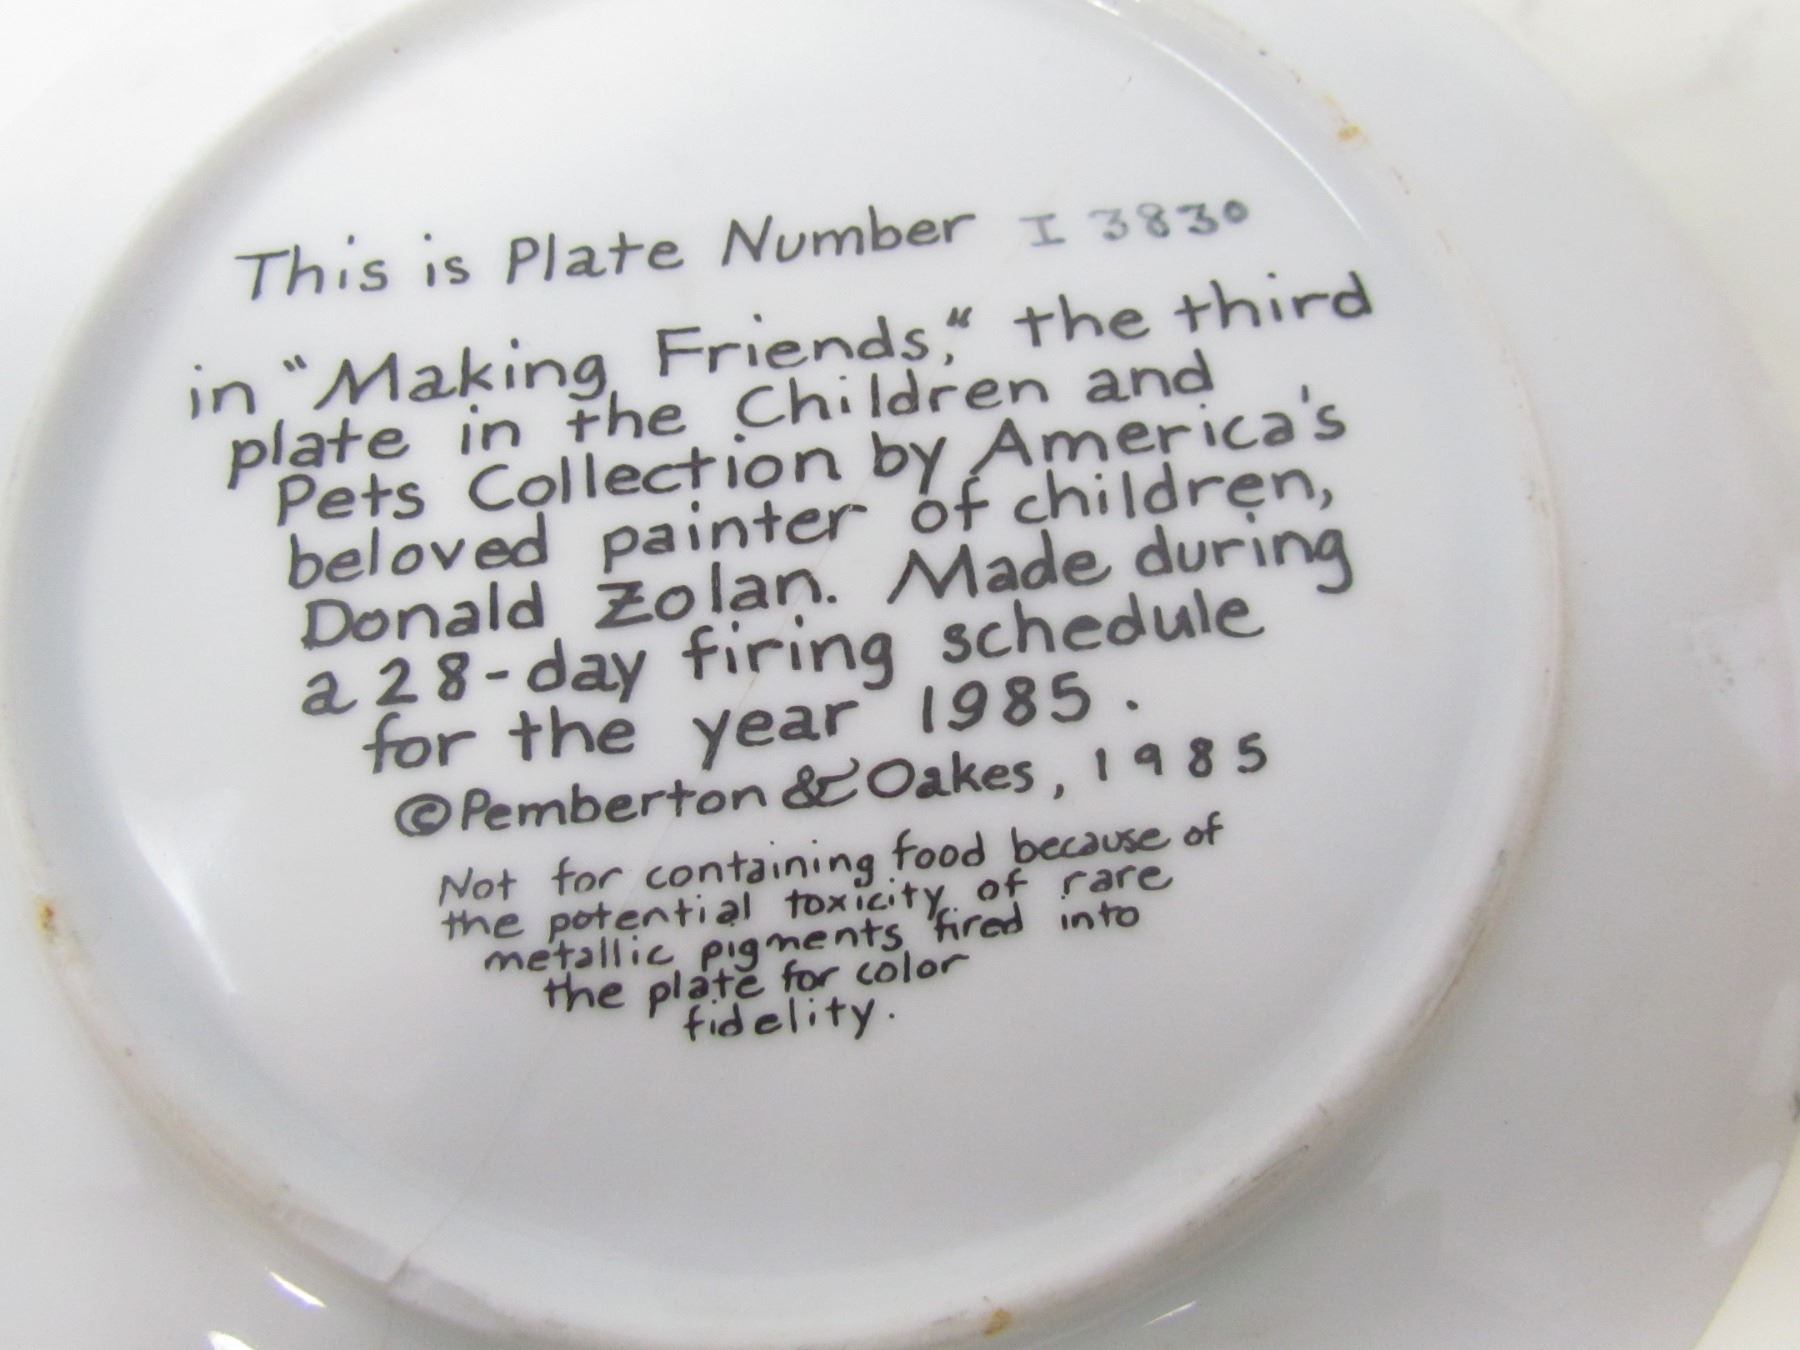 This is Plate Number I 3830
in "Making Friends," the third
plate in the Children and
Pets Collection by America's
beloved painter of children,
Donald Zolan. Made during
a 28-day firing schedule
for the year 1985.
©Pemberton & Oakes, 1985
Not for containing food because of
the potential toxicity of rare
metallic pigments fired into
the plate for color
fidelity.